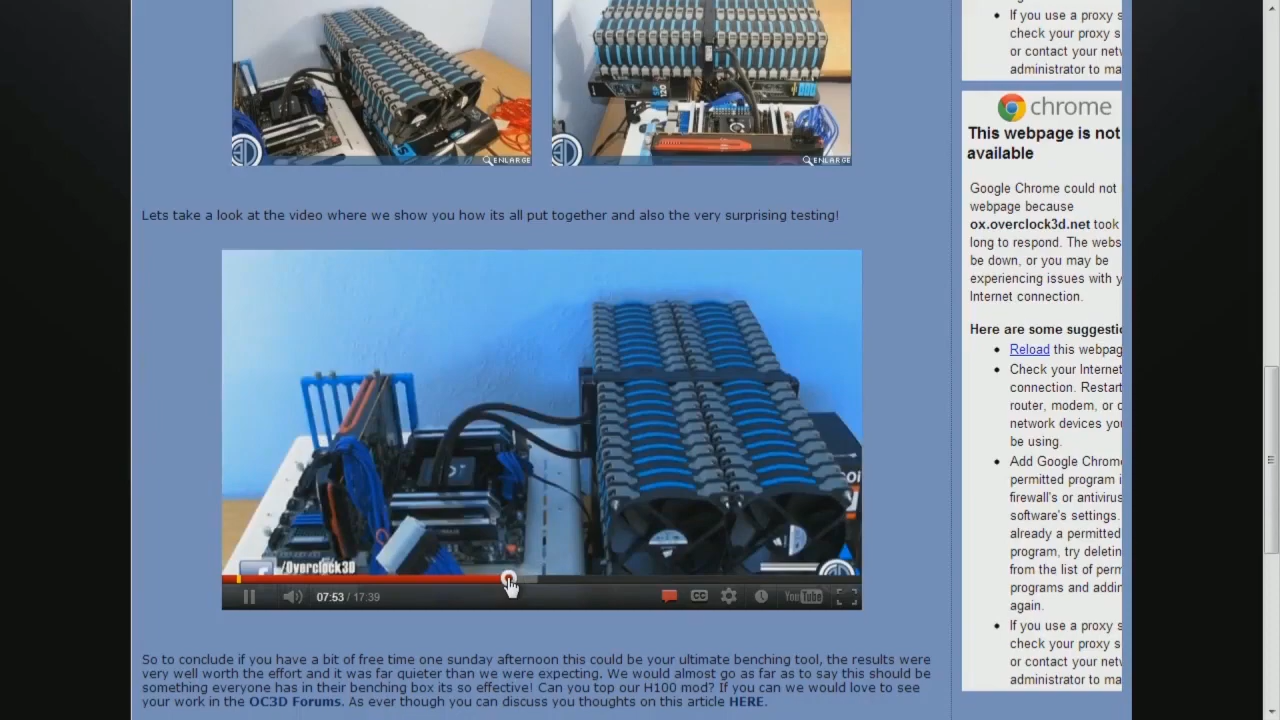 ENLARGE
ENLARGE
Lets take a look at the video where we show you how its all put together and also the very surprising testing!
/Overclock3D
07:53 / 17:39
CC
YouTube
So to conclude if you have a bit of free time one sunday afternoon this could be your ultimate benching tool, the results were
very well worth the effort and it was far quieter than we were expecting. We would almost go as far as to say this should be
something everyone has in their benching box its so effective! Can you top our H100 mod? If you can we would love to see
your work in the OC3D Forums. As ever though you can discuss you thoughts on this article HERE.
If you use a proxy s
check your proxy s
or contact your netw
administrator to ma
chrome
This webpage is not
available
Google Chrome could not
webpage because
ox.overclock3d.net took
long to respond. The webs
be down, or you may be
experiencing issues with y
Internet connection.
Here are some suggestio
Reload this webpag
Check your Internet
connection. Restart
router, modem, or o
network devices you
be using.
Add Google Chrome
permitted program i
firewall's or antivirus
software's settings.
already a permitted
program, try deletin
from the list of perm
programs and addin
again.
If you use a proxy s
check your proxy s
or contact your netw
administrator to ma